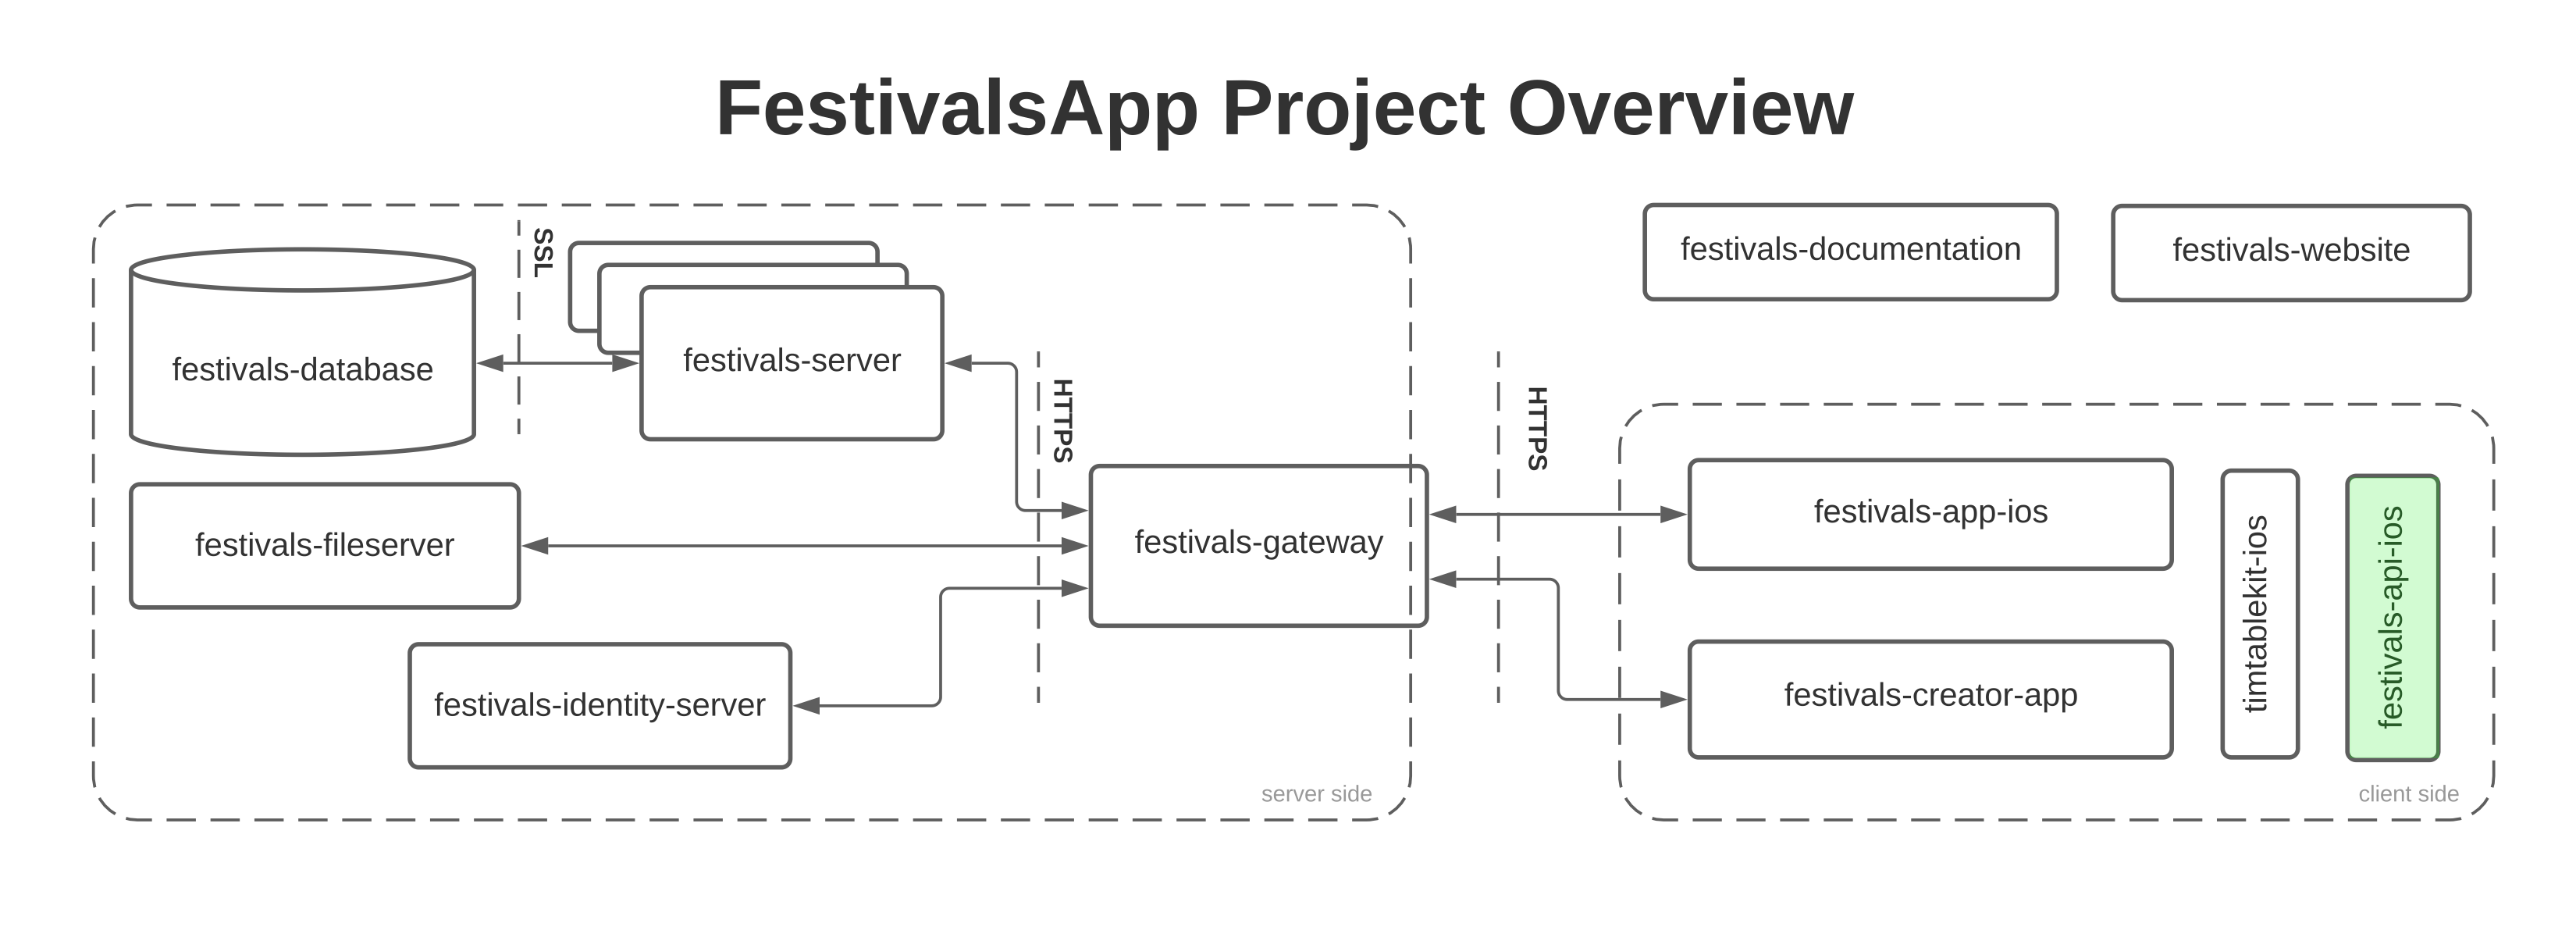 FestivalsApp Project Overview
SSL
festivals-database
festivals-server
HTTPS
festivals-fileserver
festivals-gateway
festivals-identity-server
server side
HTTPS
festivals-documentation
festivals-website
festivals-app-ios
festivals-creator-app
timtablekit-ios
festivals-api-ios
client side